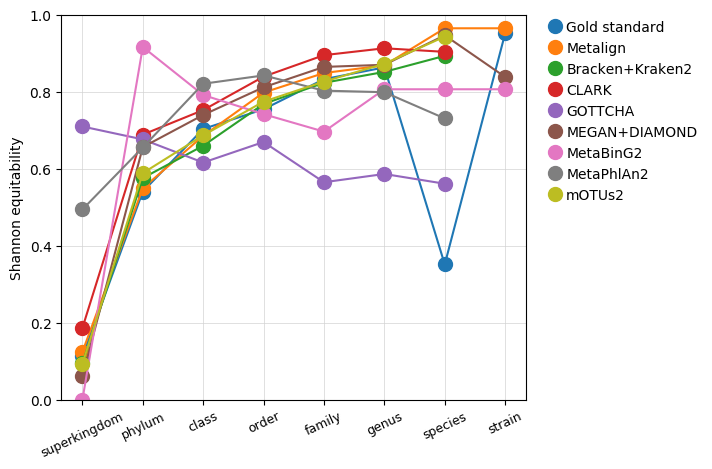 1.0
0.8
0.6
0.4
0.2
0.0
Shannon equitability
superkingdom
phylum
class
order
family
genus
species
strain
Gold standard
Metalign
Bracken+Kraken2
CLARK
GOTTCHA
MEGAN+DIAMOND
MetaBinG2
MetaPhlAn2
mOTUs2